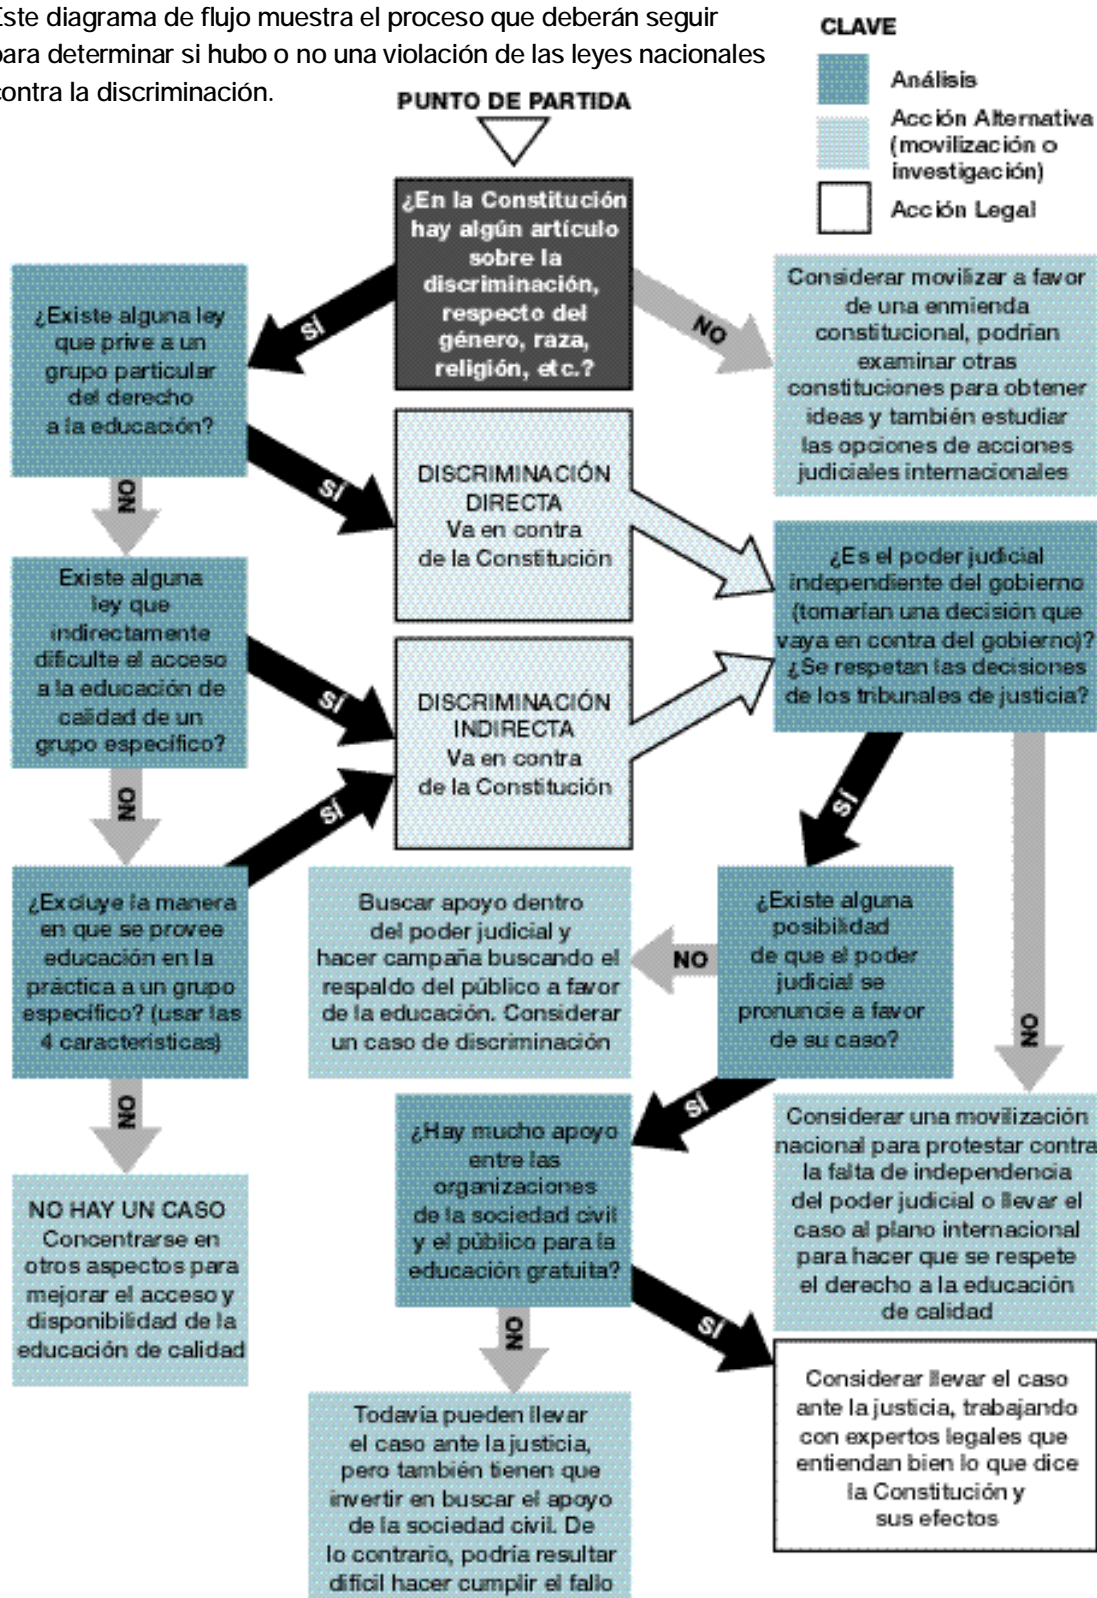 Este diagrama de flujo muestra el proceso que deberán seguir
para determinar si hubo o no una violación de las leyes nacionales
contra la discriminación.
CLAVE
Análisis
Acción Alternativa
(movilización o
investigación)
Acción Legal
PUNTO DE PARTIDA
¿En la Constitución
hay algún artículo
sobre la
discriminación,
respecto del
género, raza,
religión, etc.?
SÍ
NO
Considerar movilizar a favor
de una enmienda
constitucional, podrían
examinar otras
constituciones para obtener
ideas y también estudiar
las opciones de acciones
judiciales internacionales
¿Existe alguna ley
que prive a un
grupo particular
del derecho
a la educación?
SÍ
NO
DISCRIMINACIÓN
DIRECTA
Va en contra
de la Constitución
Existe alguna
ley que
indirectamente
dificulte el acceso
a la educación de
calidad de un
grupo específico?
SÍ
NO
DISCRIMINACIÓN
INDIRECTA
Va en contra
de la Constitución
¿Es el poder judicial
independiente del gobierno
(tomarían una decisión que
vaya en contra del gobierno)?
¿Se respetan las decisiones
de los tribunales de justicia?
SÍ
NO
¿Excluye la manera
en que se provee
educación en la
práctica a un grupo
específico? (usar las
4 características)
SÍ
NO
NO HAY UN CASO
Concentrarse en
otros aspectos para
mejorar el acceso y
disponibilidad de la
educación de calidad
¿Existe alguna
posibilidad
de que el poder
judicial se
pronuncie a favor
de su caso?
NO
SÍ
Buscar apoyo dentro
del poder judicial y
hacer campaña buscando el
respaldo del público a favor
de la educación. Considerar
un caso de discriminación
Considerar una movilización
nacional para protestar contra
la falta de independencia
del poder judicial o llevar el
caso al plano internacional
para hacer que se respete
el derecho a la educación
de calidad
¿Hay mucho apoyo
entre las
organizaciones
de la sociedad civil
y el público para la
educación gratuita?
SÍ
NO
Considerar llevar el caso
ante la justicia, trabajando
con expertos legales que
entiendan bien lo que dice
la Constitución y
sus efectos
Todavía pueden llevar
el caso ante la justicia,
pero también tienen que
invertir en buscar el apoyo
de la sociedad civil. De
lo contrario, podría resultar
difícil hacer cumplir el fallo